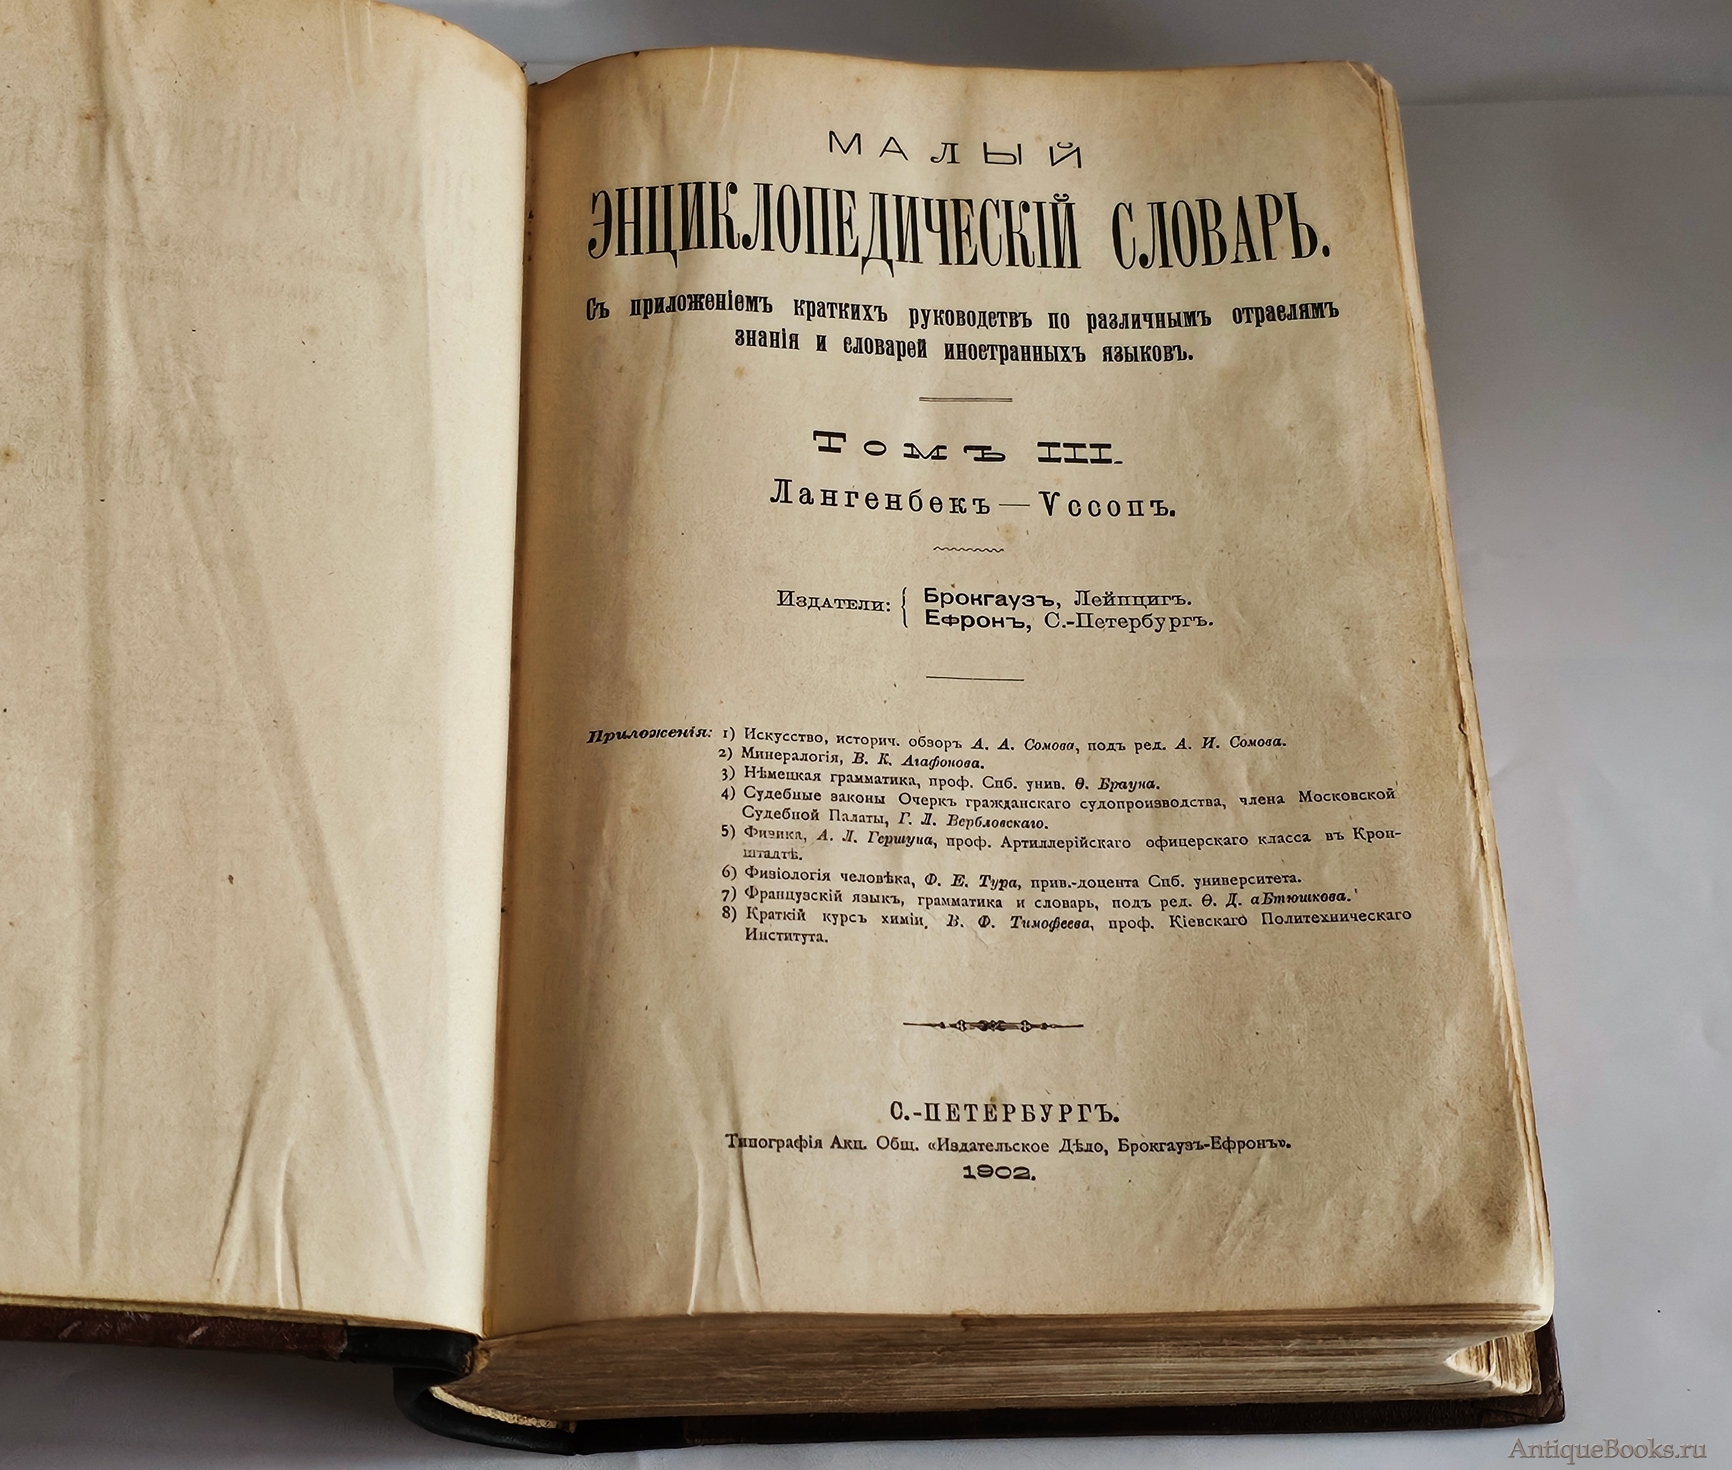 МАЛЫЙ
ЭНЦИКЛОПЕДИЧЕСКІЙ СЛОВАРЬ.
Съ приложеніемъ краткихъ руководствъ по различнымъ отраслямъ
знанія и словарей иностранныхъ языковъ.
Томъ III.
Лангенбекъ — Ѵссопъ.
Издатели: { Брокгаузъ, Лейпцигъ.
Ефронъ, С.-Петербургъ.
Приложенія: 1) Искусство, историч. обзоръ А. А. Сомова, подъ ред. А. И. Сомова.
2) Минералогія, В. К. Агафонова.
3) Нѣмецкая грамматика, проф. Спб. унив. Ѳ. Брауна.
4) Судебные законы Очеркъ гражданскаго судопроизводства, члена Московской
Судебной Палаты, Г. Л. Вербловскаго.
5) Физика, А. Л. Гершуна, проф. Артиллерійскаго офицерскаго класса въ Крон-
штадтѣ.
6) Физіологія человѣка, Ф. Е. Тура, прив.-доцента Спб. университета.
7) Французскій языкъ, грамматика и словарь, подъ ред. Ѳ. Д. аБтюшкова.
8) Краткій курсъ химіи, В. Ф. Тимофеева, проф. Кіевскаго Политехническаго
Института.
С.-ПЕТЕРБУРГЪ.
Типографія Акц. Общ. «Издательское Дѣло, Брокгаузъ-Ефронъ».
1902.
AntiqueBooks.ru